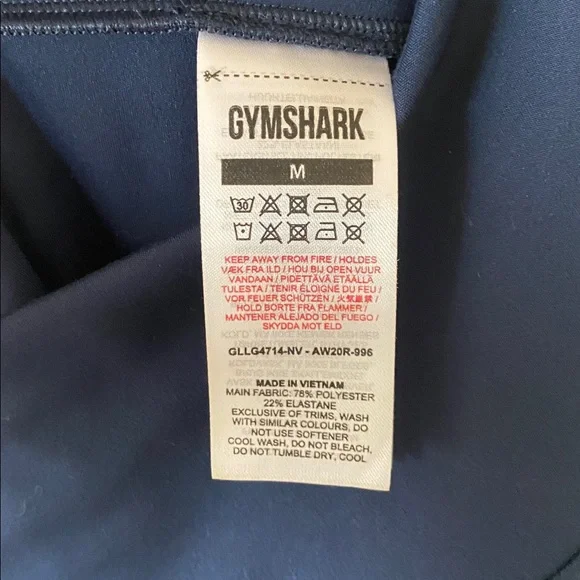 GYMSHARK
M
30
KEEP AWAY FROM FIRE / HOLDES
VÆK FRA ILD / HOU BIJ OPEN VUUR
VANDAAN / PIDETTÄVÄ ETÄÄLLÄ
TULESTA / TENIR ÉLOIGNÉ DU FEU /
VOR FEUER SCHÜTZEN / 火気厳禁 /
HOLD BORTE FRA FLAMMER /
MANTENER ALEJADO DEL FUEGO /
SKYDDA MOT ELD
GLLG4714-NV - AW20R-996
MADE IN VIETNAM
MAIN FABRIC: 78% POLYESTER
22% ELASTANE
EXCLUSIVE OF TRIMS, WASH
WITH SIMILAR COLOURS, DO
NOT USE SOFTENER
COOL WASH, DO NOT BLEACH,
DO NOT TUMBLE DRY, COOL